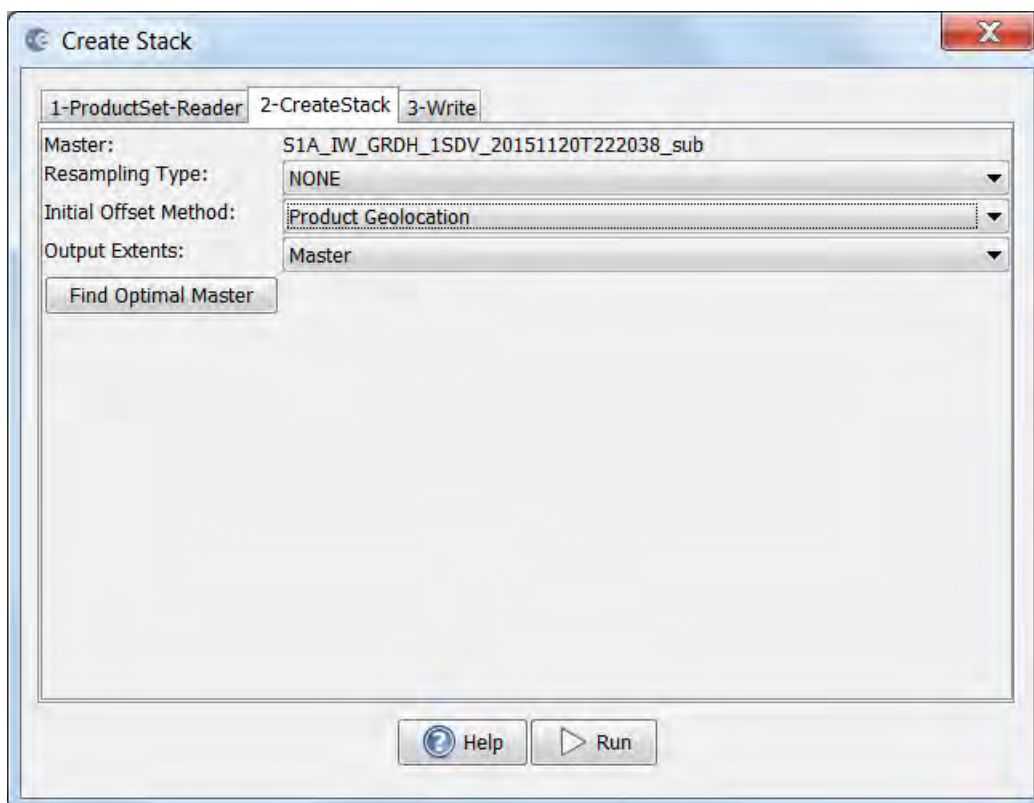 Create Stack
1-ProductSet-Reader 2-CreateStack 3-Write
Master: S1A_IW_GRDH_1SDV_20151120T222038_sub
Resampling Type: NONE
Initial Offset Method: Product Geolocation
Output Extents: Master
Find Optimal Master
Help Run